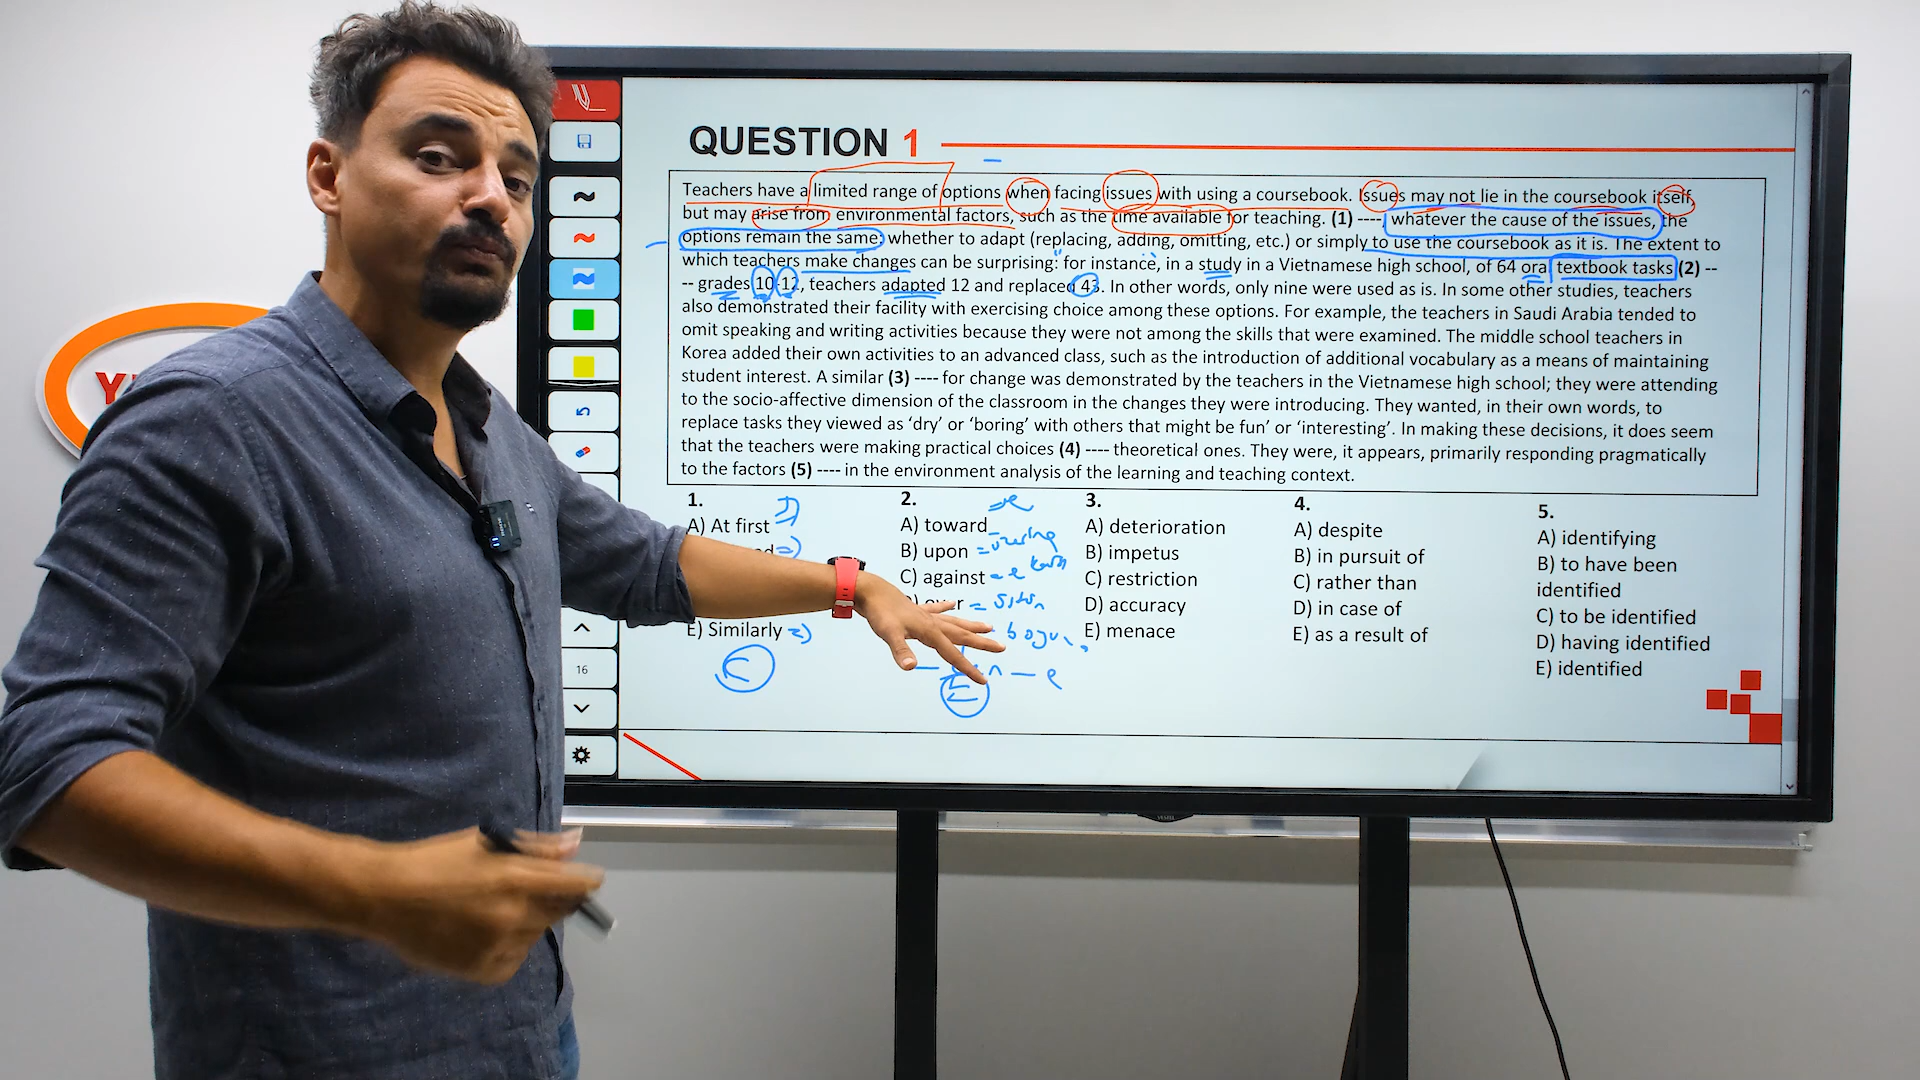 QUESTION 1
Teachers have a limited range of options when facing issues with using a coursebook. Issues may not lie in the coursebook itself,
but may arise from environmental factors, such as the time available for teaching. (1) ----, whatever the cause of the issues, the
options remain the same: whether to adapt (replacing, adding, omitting, etc.) or simply to use the coursebook as it is. The extent to
which teachers make changes can be surprising: for instance, in a study in a Vietnamese high school, of 64 oral textbook tasks (2) --
-- grades 10-12, teachers adapted 12 and replaced 43. In other words, only nine were used as is. In some other studies, teachers
also demonstrated their facility with exercising choice among these options. For example, the teachers in Saudi Arabia tended to
omit speaking and writing activities because they were not among the skills that were examined. The middle school teachers in
Korea added their own activities to an advanced class, such as the introduction of additional vocabulary as a means of maintaining
student interest. A similar (3) ---- for change was demonstrated by the teachers in the Vietnamese high school; they were attending
to the socio-affective dimension of the classroom in the changes they were introducing. They wanted, in their own words, to
replace tasks they viewed as ‘dry’ or ‘boring’ with others that might be fun’ or ‘interesting’. In making these decisions, it does seem
that the teachers were making practical choices (4) ---- theoretical ones. They were, it appears, primarily responding pragmatically
to the factors (5) ---- in the environment analysis of the learning and teaching context.
1.
A) At first
E) Similarly
C
2.
A) toward
B) upon
C) against
E
3.
A) deterioration
B) impetus
C) restriction
D) accuracy
E) menace
4.
A) despite
B) in pursuit of
C) rather than
D) in case of
E) as a result of
5.
A) identifying
B) to have been
identified
C) to be identified
D) having identified
E) identified
16